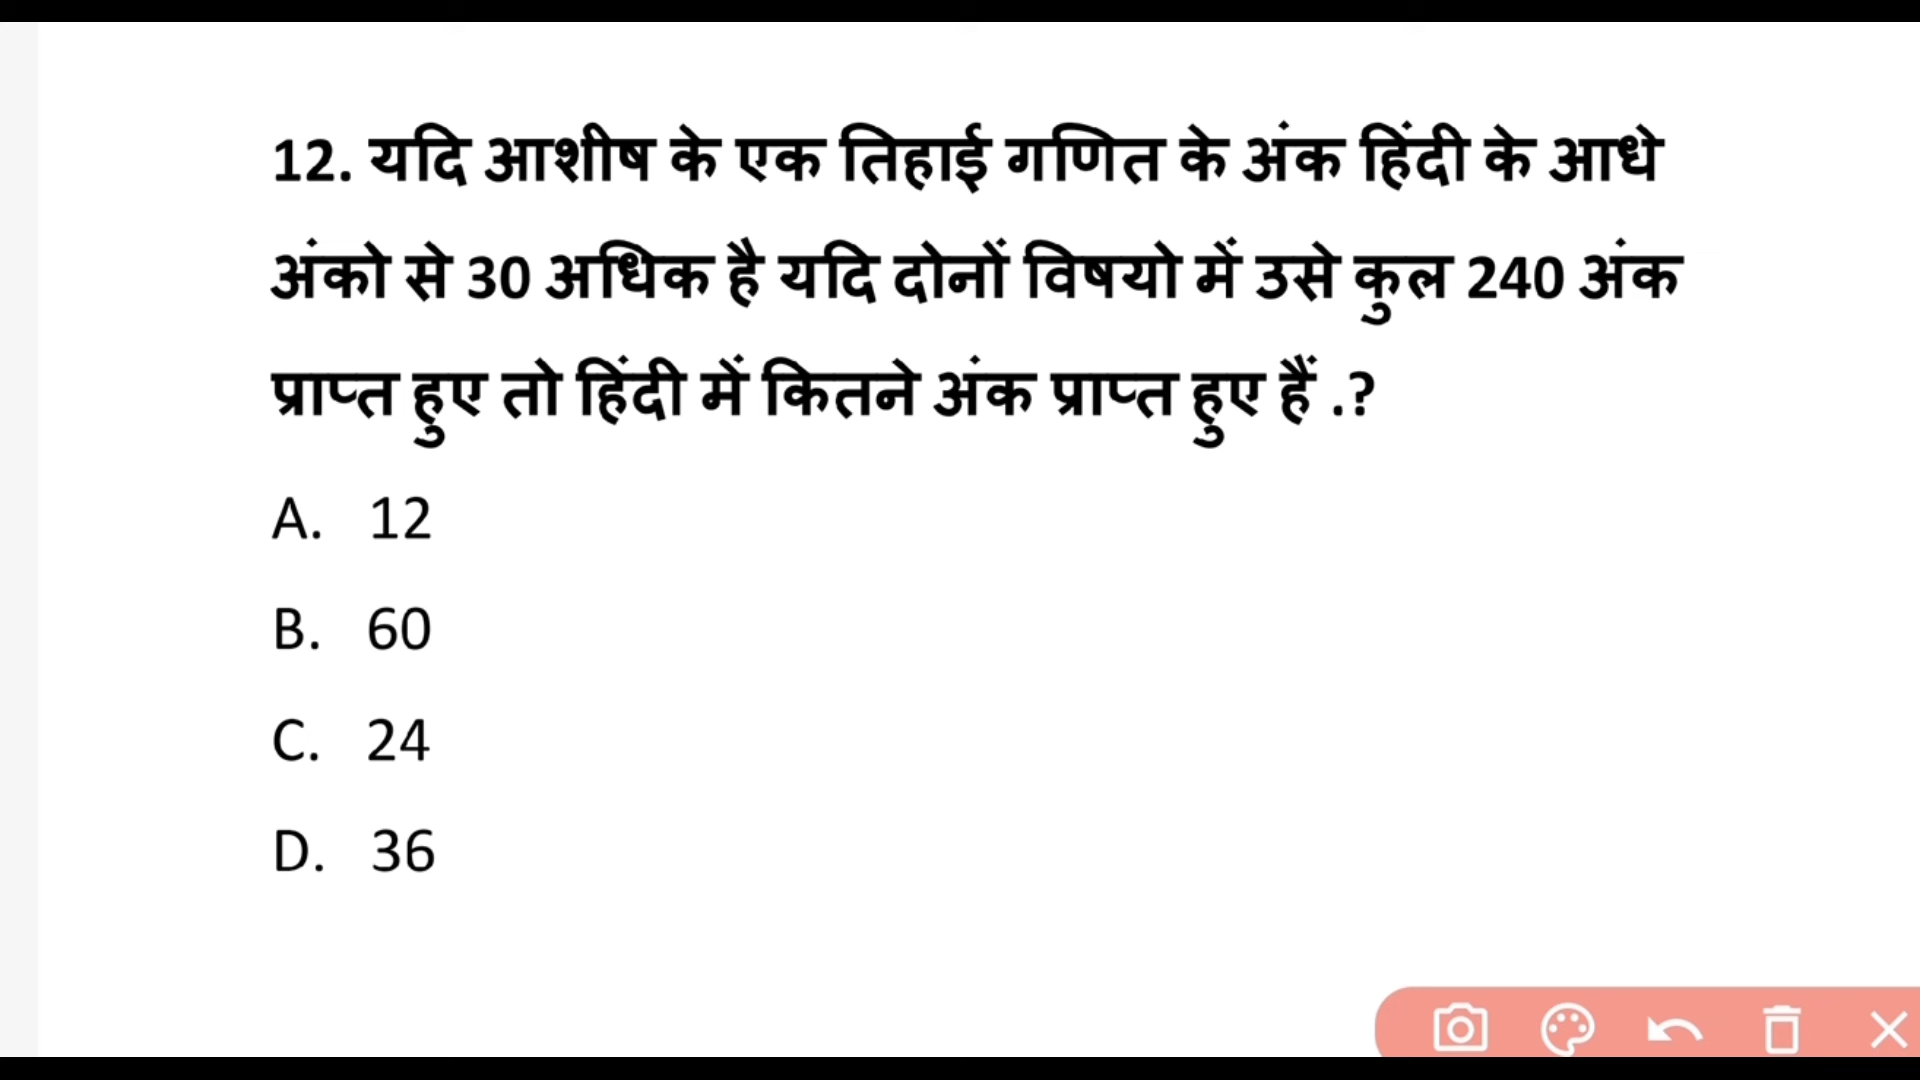 12. यदि आशीष के एक तिहाई गणित के अंक हिंदी के आधे
अंको से 30 अधिक है यदि दोनों विषयो में उसे कुल 240 अंक
प्राप्त हुए तो हिंदी में कितने अंक प्राप्त हुए हैं .?
A. 12
B. 60
C. 24
D. 36